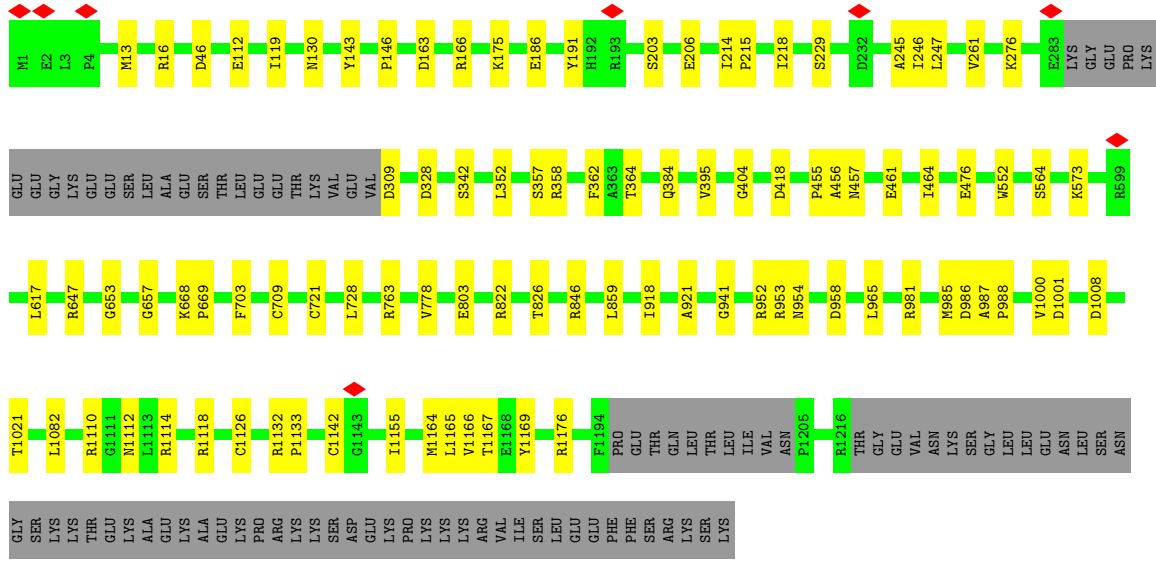 M1 E2 L3 P4 M13 R16 D46 E112 I119 N130 Y143 P146 D163 R166 K175 E186 Y191 H192 R193 S203 E206 I214 P215 I218 S229 D232 A245 I246 L247 V261 K276 E283 LYS GLY GLU PRO LYS
GLU GLU GLY LYS GLU GLU SER LEU ALA GLU SER THR LEU GLU GLU THR LYS VAL GLU VAL D309 D328 S342 L352 S357 R358 F362 A363 T364 Q384 V395 G404 D418 P455 A456 N457 E461 I464 E476 W552 S564 K573 R599
L617 R647 G653 G657 K668 P669 F703 C709 C721 L728 R763 V778 E803 R822 T826 R846 L859 I918 A921 G941 R952 R953 N954 D958 L965 R981 M985 D986 A987 P988 V1000 D1001 D1008
T1021 L1082 R1110 G1111 N1112 L1113 R1114 R1118 C1126 R1132 P1133 C1142 G1143 I1155 M1164 L1165 V1166 T1167 E1168 Y1169 R1176 F1194 PRO GLU THR GLN LEU THR LEU ILE VAL ASN P1205 R1216 THR GLY GLU VAL ASN LYS SER GLY LEU LEU GLU ASN LEU SER ASN
GLY SER LYS LYS THR GLU LYS ALA GLU LYS ALA GLU LYS PRO ARG LYS LYS SER ASP GLU LYS PRO LYS LYS LYS ARG VAL ILE SER LEU GLU GLU PHE PHE SER ARG LYS SER LYS